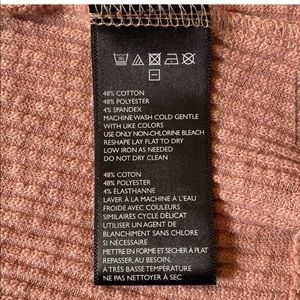 48% COTTON
48% POLYESTER
4% SPANDEX
MACHINE WASH COLD GENTLE
WITH LIKE COLORS
USE ONLY NON-CHLORINE BLEACH
RESHAPE LAY FLAT TO DRY
LOW IRON AS NEEDED
DO NOT DRY CLEAN
48% COTON
48% POLYESTER
4% ÉLASTHANNE
LAVER À LA MACHINE À L'EAU
FROIDE AVEC COULEURS
SIMILAIRES CYCLE DÉLICAT
UTILISER UN AGENT DE
BLANCHIMENT SANS CHLORE
SI NÉCESSAIRE
METTRE EN FORME ET SECHER À PLAT
REPASSER, AU BESOIN,
À TRÈS BASSE TEMPÉRATURE
NE PAS NETTOYER À SEC